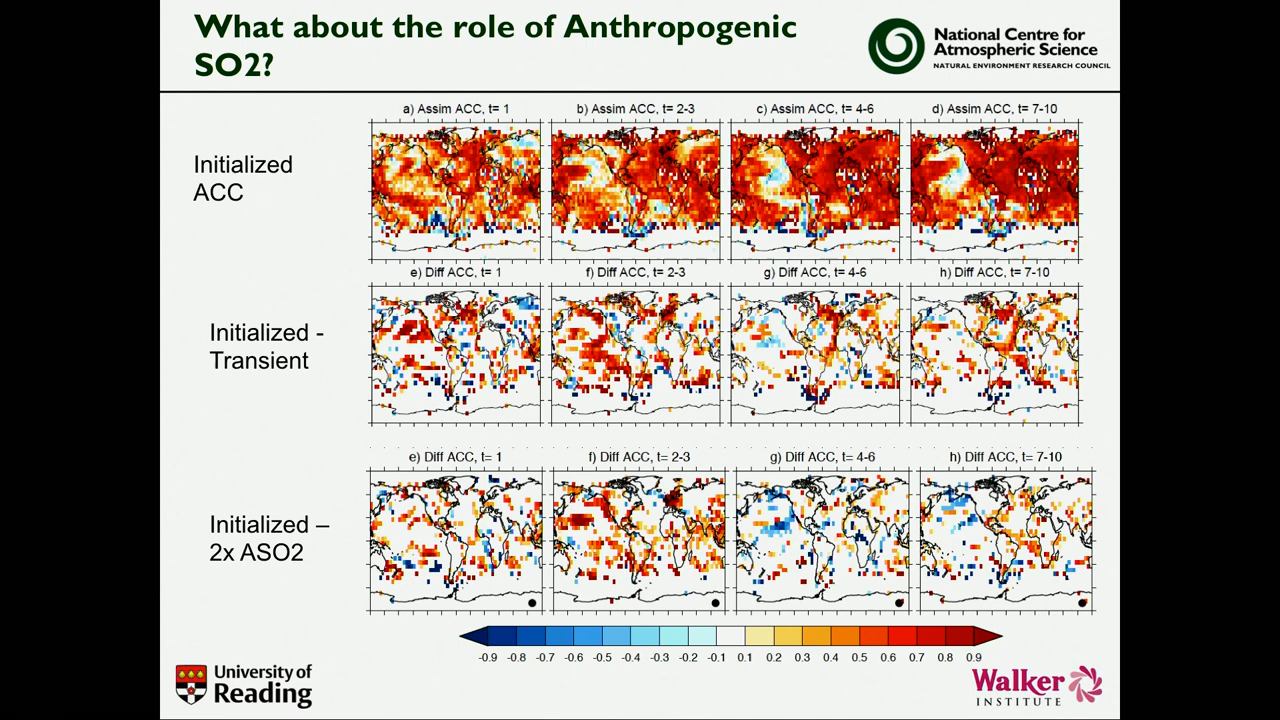 What about the role of Anthropogenic
SO2?
National Centre for
Atmospheric Science
NATURAL ENVIRONMENT RESEARCH COUNCIL
a) Assim ACC, t= 1
b) Assim ACC, t= 2-3
c) Assim ACC, t= 4-6
d) Assim ACC, t= 7-10
Initialized
ACC
e) Diff ACC, t= 1
f) Diff ACC, t= 2-3
g) Diff ACC, t= 4-6
h) Diff ACC, t= 7-10
Initialized -
Transient
e) Diff ACC, t= 1
f) Diff ACC, t= 2-3
g) Diff ACC, t= 4-6
h) Diff ACC, t= 7-10
Initialized –
2x ASO2
-0.9 -0.8 -0.7 -0.6 -0.5 -0.4 -0.3 -0.2 -0.1 0.1 0.2 0.3 0.4 0.5 0.6 0.7 0.8 0.9
University of
Reading
Walker
INSTITUTE